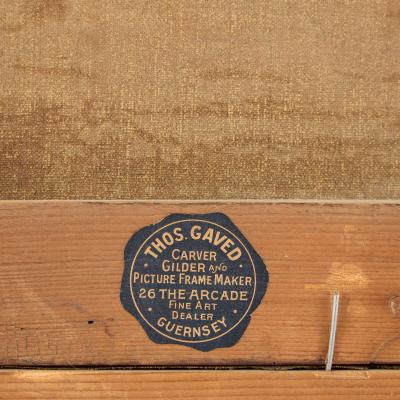 THOS. GAVED
CARVER
GILDER AND
PICTURE FRAME MAKER
26 THE ARCADE
FINE ART
DEALER
GUERNSEY